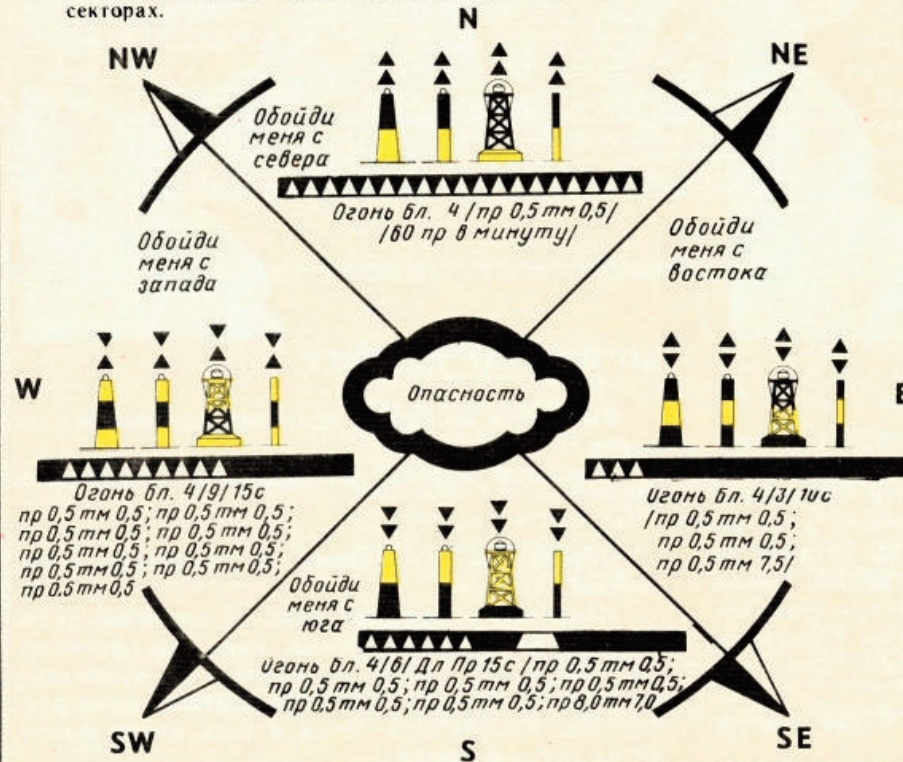 секторах.
N
NW
NE
Обойди
меня с
севера
Огонь бл. 4 /пр 0,5 тм 0,5/
/60 пр в минуту/
Обойди
меня с
запада
Обойди
меня с
востока
W
Опасность
E
Огонь бл. 4/9/15с
пр 0,5 тм 0,5; пр 0,5 тм 0,5;
пр 0,5 тм 0,5; пр 0,5 тм 0,5;
пр 0,5 тм 0,5; пр 0,5 тм 0,5;
пр 0,5 тм 0,5; пр 0,5 тм 0,5;
пр 0.5 тм 0,5
Огонь бл. 4/3/10с
/пр 0,5 тм 0,5;
пр 0,5 тм 0,5;
пр 0,5 тм 7,5/
Обойди
меня с
юга
Огонь бл. 4/6/ Дл Пр 15с /пр 0,5 тм 0,5;
пр 0,5 тм 0,5; пр 0,5 тм 0,5; пр 0,5 тм 0,5;
пр 0,5 тм 0,5; пр 0,5 тм 0,5; пр 8,0 тм 7,0
SW
S
SE